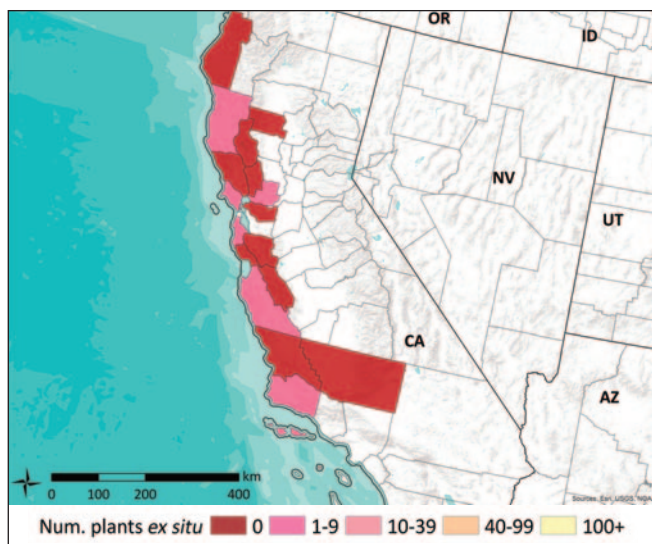 OR
ID
NV
UT
CA
AZ
km
0 100 200 400
Sources: Esri, USGS, NOAA
Num. plants ex situ 0 1-9 10-39 40-99 100+